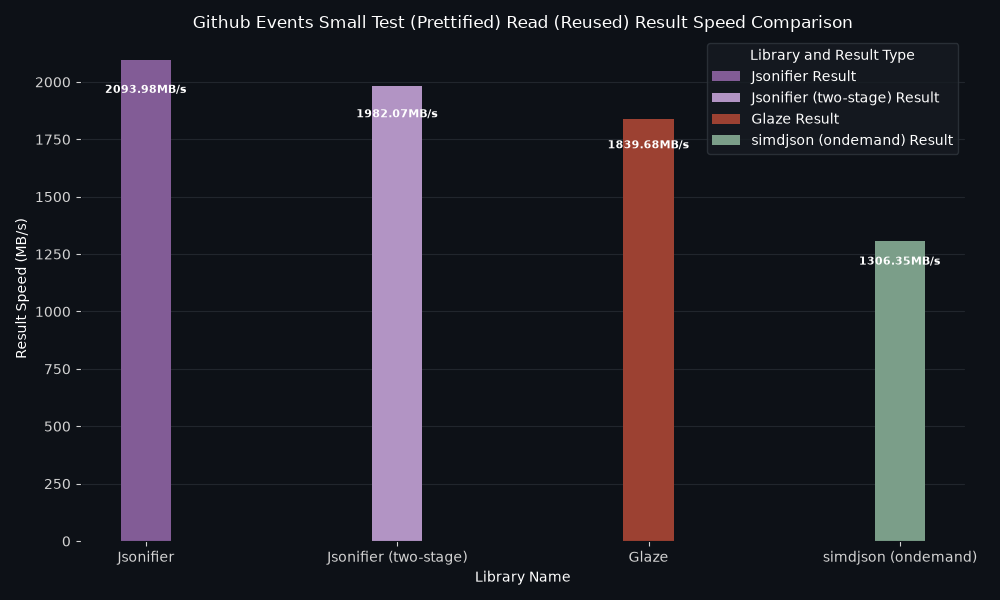 Github Events Small Test (Prettified) Read (Reused) Result Speed Comparison
Library and Result Type
Jsonifier Result
Jsonifier (two-stage) Result
Glaze Result
simdjson (ondemand) Result
2093.98MB/s
1982.07MB/s
1839.68MB/s
1306.35MB/s
Result Speed (MB/s)
2000
1750
1500
1250
1000
750
500
250
0
Jsonifier
Jsonifier (two-stage)
Glaze
simdjson (ondemand)
Library Name